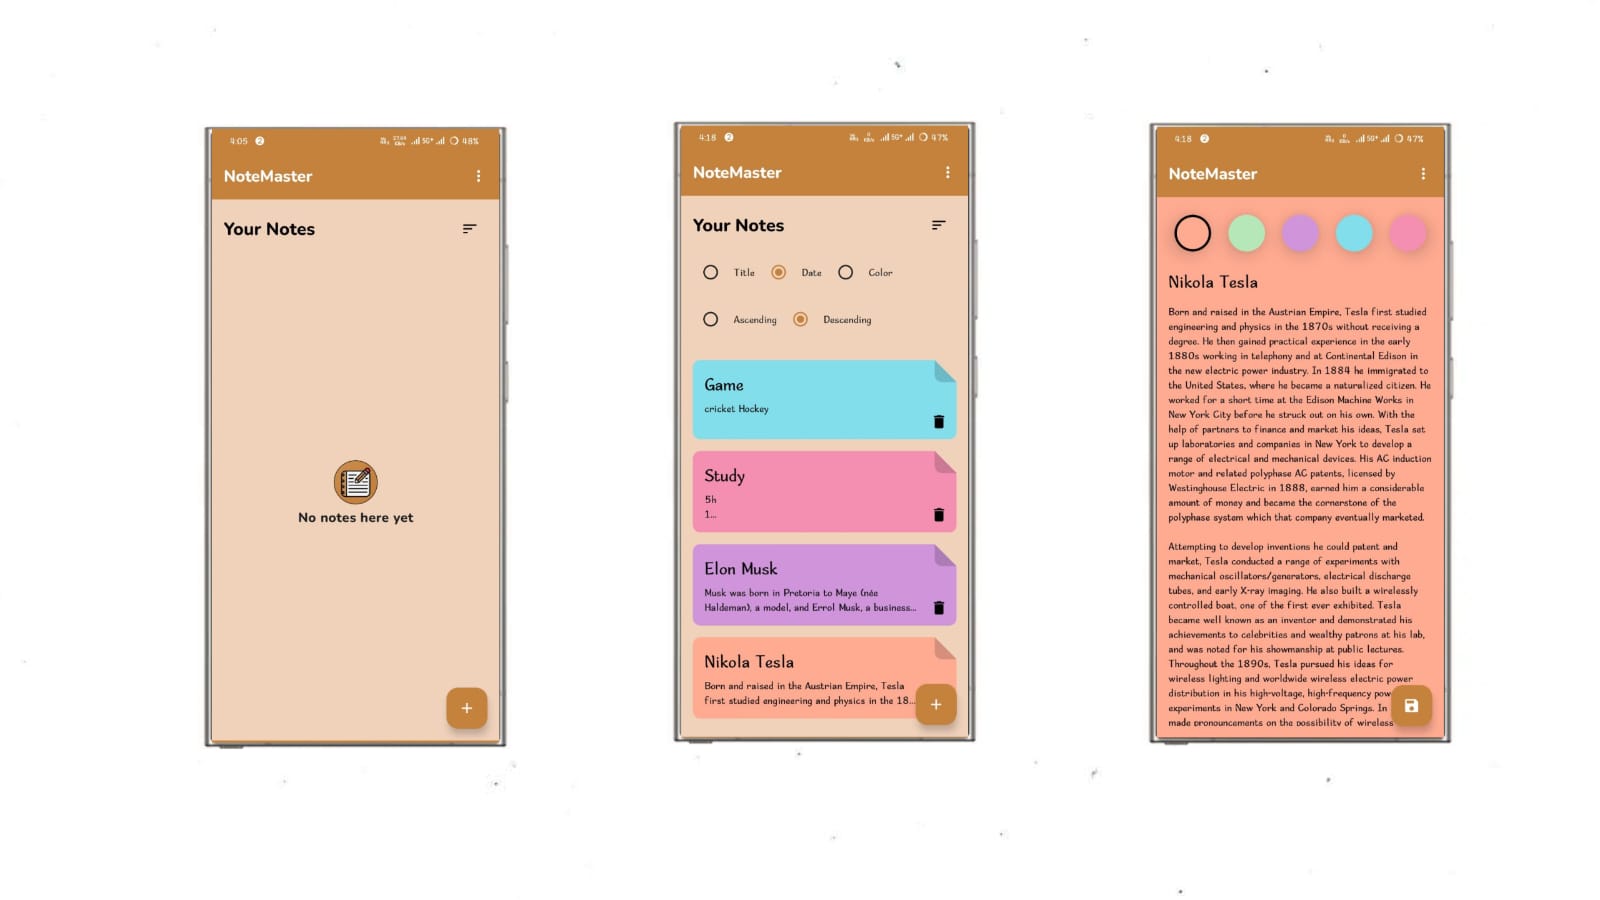 4:05 2 5G+ 48%
NoteMaster
Your Notes
No notes here yet
+
4:18 2 0 KB/s 5G+ 47%
NoteMaster
Your Notes
Title Date Color
Ascending Descending
Game
cricket Hockey
Study
5h
1...
Elon Musk
Musk was born in Pretoria to Maye (née
Haldeman), a model, and Errol Musk, a business...
Nikola Tesla
Born and raised in the Austrian Empire, Tesla
first studied engineering and physics in the 18...
+
4:18 2 0 KB/s 5G+ 47%
NoteMaster
Nikola Tesla
Born and raised in the Austrian Empire, Tesla first studied
engineering and physics in the 1870s without receiving a
degree. He then gained practical experience in the early
1880s working in telephony and at Continental Edison in
the new electric power industry. In 1884 he immigrated to
the United States, where he became a naturalized citizen. He
worked for a short time at the Edison Machine Works in
New York City before he struck out on his own. With the
help of partners to finance and market his ideas, Tesla set
up laboratories and companies in New York to develop a
range of electrical and mechanical devices. His AC induction
motor and related polyphase AC patents, licensed by
Westinghouse Electric in 1888, earned him a considerable
amount of money and became the cornerstone of the
polyphase system which that company eventually marketed.
Attempting to develop inventions he could patent and
market, Tesla conducted a range of experiments with
mechanical oscillators/generators, electrical discharge
tubes, and early X-ray imaging. He also built a wirelessly
controlled boat, one of the first ever exhibited. Tesla
became well known as an inventor and demonstrated his
achievements to celebrities and wealthy patrons at his lab,
and was noted for his showmanship at public lectures.
Throughout the 1890s, Tesla pursued his ideas for
wireless lighting and worldwide wireless electric power
distribution in his high-voltage, high-frequency pow
experiments in New York and Colorado Springs. In
made pronouncements on the possibility of wireless